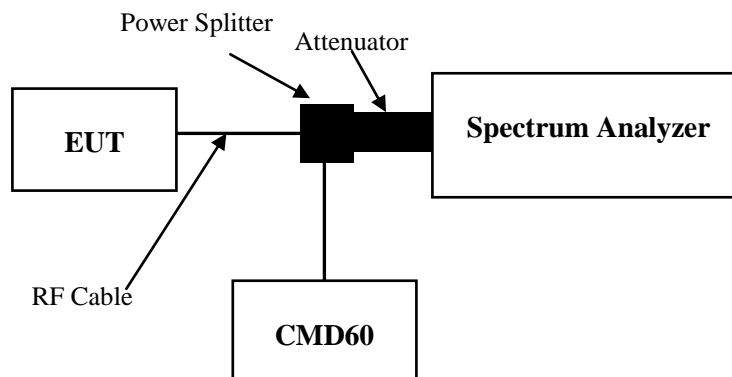 Power Splitter
Attenuator
EUT
Spectrum Analyzer
RF Cable
CMD60